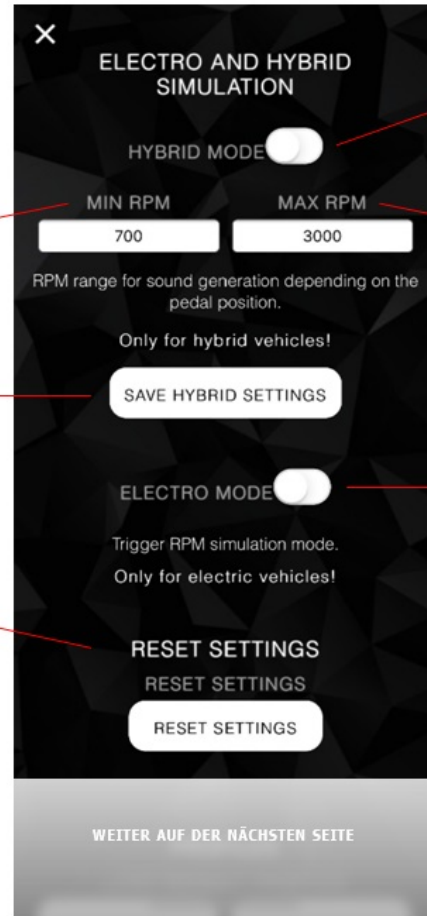 ELECTRO AND HYBRID
SIMULATION
HYBRID MODE
MIN RPM
MAX RPM
700
3000
RPM range for sound generation depending on the
pedal position.
Only for hybrid vehicles!
SAVE HYBRID SETTINGS
ELECTRO MODE
Trigger RPM simulation mode.
Only for electric vehicles!
RESET SETTINGS
RESET SETTINGS
RESET SETTINGS
WEITER AUF DER NÄCHSTEN SEITE